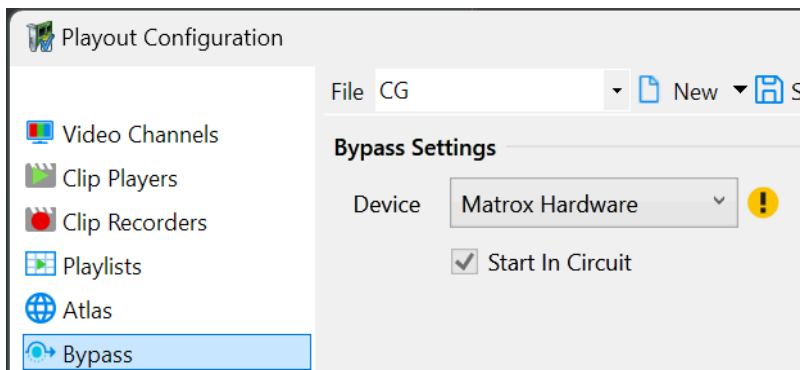 Playout Configuration
File CG New S
Video Channels
Clip Players
Clip Recorders
Playlists
Atlas
Bypass
Bypass Settings
Device Matrox Hardware
Start In Circuit